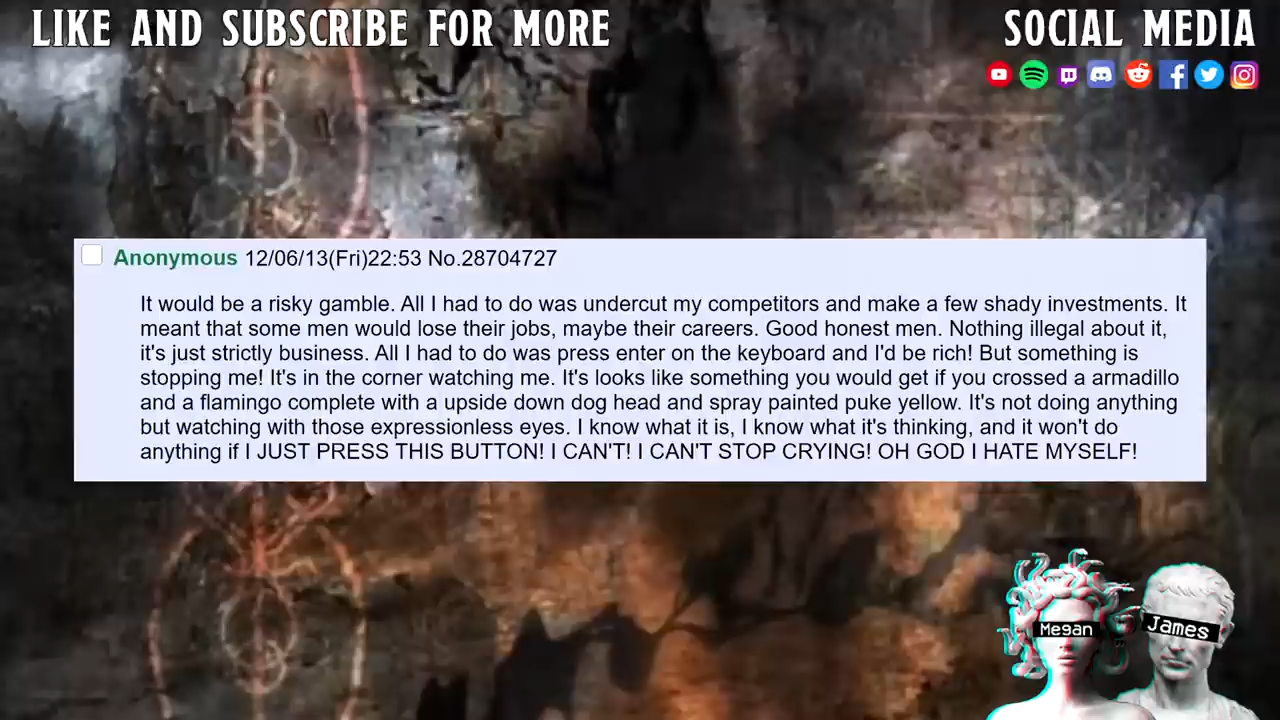 LIKE AND SUBSCRIBE FOR MORE
SOCIAL MEDIA
Anonymous 12/06/13(Fri)22:53 No.28704727
It would be a risky gamble. All I had to do was undercut my competitors and make a few shady investments. It
meant that some men would lose their jobs, maybe their careers. Good honest men. Nothing illegal about it,
it's just strictly business. All I had to do was press enter on the keyboard and I'd be rich! But something is
stopping me! It's in the corner watching me. It's looks like something you would get if you crossed a armadillo
and a flamingo complete with a upside down dog head and spray painted puke yellow. It's not doing anything
but watching with those expressionless eyes. I know what it is, I know what it's thinking, and it won't do
anything if I JUST PRESS THIS BUTTON! I CAN'T! I CAN'T STOP CRYING! OH GOD I HATE MYSELF!
Megan
James